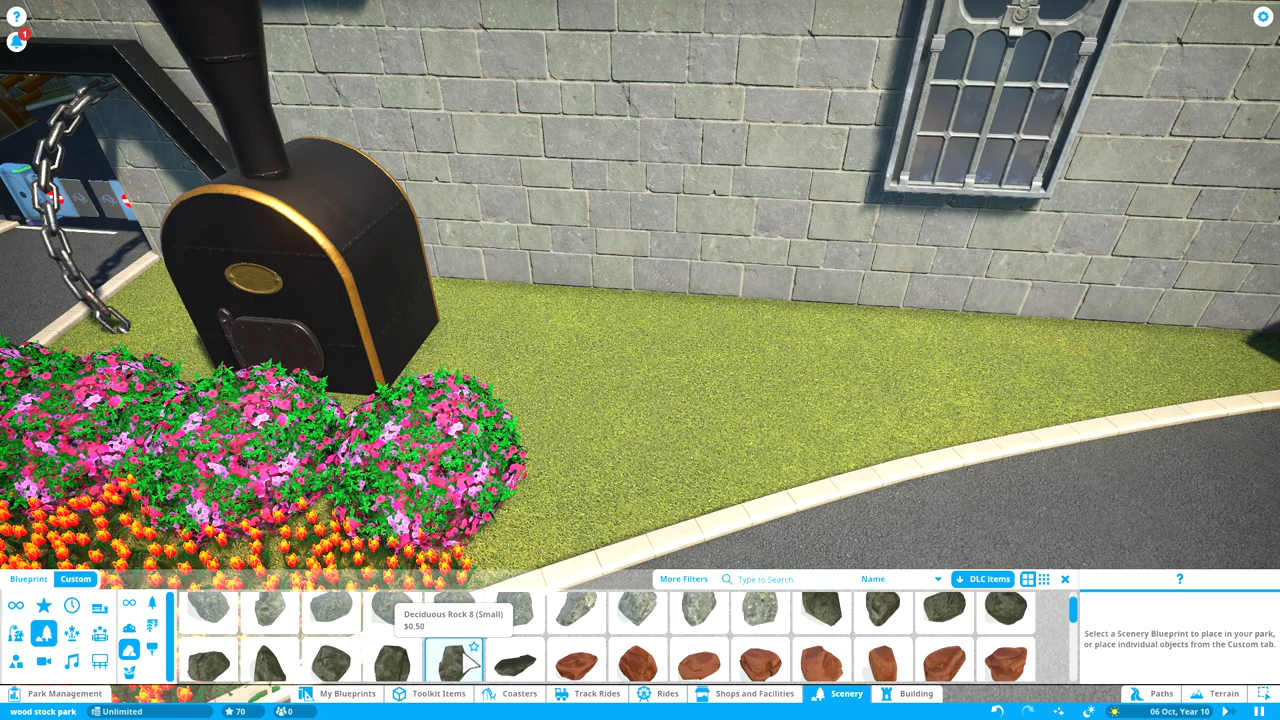 ?
1
Blueprint Custom More Filters Type to Search Name DLC items ?
Deciduous Rock 8 (Small)
$0.50
Select a Scenery Blueprint to place in your park,
or place individual objects from the Custom tab.
Park Management My Blueprints Toolkit Items Coasters Track Rides Rides Shops and Facilities Scenery Building Paths Terrain
wood stock park Unlimited 70 0 06 Oct, Year 10